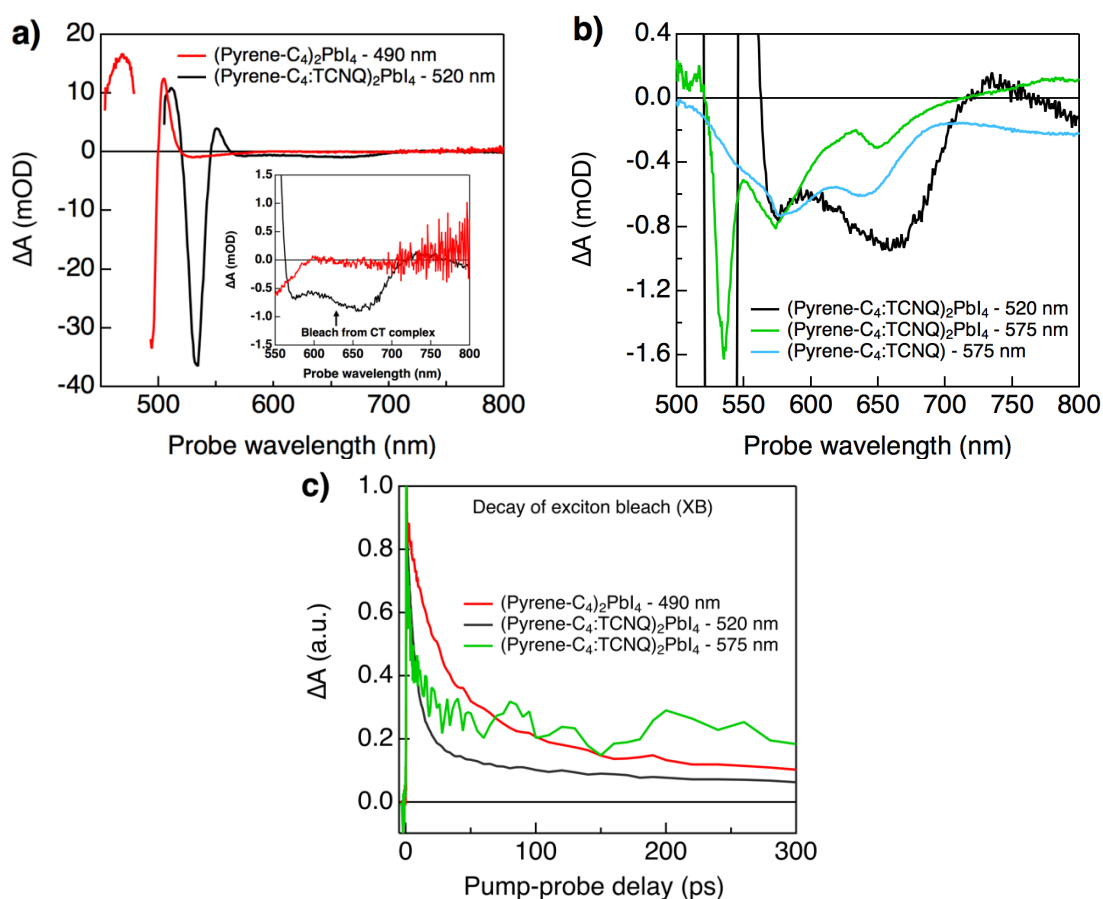 a)
20
10
0
-10
-20
-30
-40
ΔA (mOD)
(Pyrene-C₄)₂PbI₄ - 490 nm
(Pyrene-C₄:TCNQ)₂PbI₄ - 520 nm
1.5
1.0
0.5
0.0
-0.5
-1.0
-1.5
ΔA (mOD)
Bleach from CT complex
550 600 650 700 750 800
Probe wavelength (nm)
500 600 700 800
Probe wavelength (nm)
b)
0.4
0.0
-0.4
-0.8
-1.2
-1.6
ΔA (mOD)
(Pyrene-C₄:TCNQ)₂PbI₄ - 520 nm
(Pyrene-C₄:TCNQ)₂PbI₄ - 575 nm
(Pyrene-C₄:TCNQ) - 575 nm
500 550 600 650 700 750 800
Probe wavelength (nm)
c)
1.0
0.8
0.6
0.4
0.2
0.0
ΔA (a.u.)
Decay of exciton bleach (XB)
(Pyrene-C₄)₂PbI₄ - 490 nm
(Pyrene-C₄:TCNQ)₂PbI₄ - 520 nm
(Pyrene-C₄:TCNQ)₂PbI₄ - 575 nm
0 100 200 300
Pump-probe delay (ps)